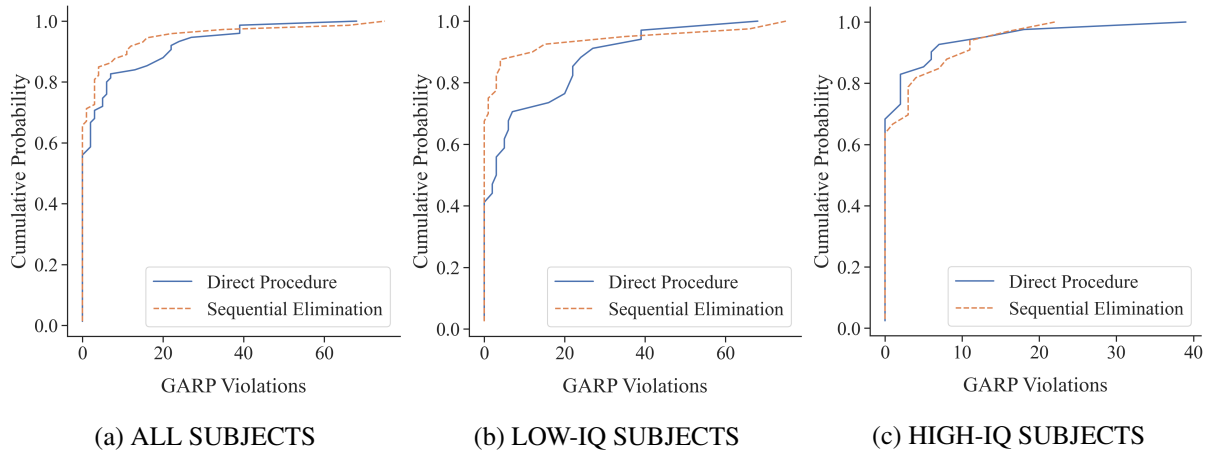 Cumulative Probability
1.0
0.8
0.6
0.4
0.2
0.0
Direct Procedure
Sequential Elimination
0 20 40 60
GARP Violations
(a) ALL SUBJECTS
Cumulative Probability
1.0
0.8
0.6
0.4
0.2
0.0
Direct Procedure
Sequential Elimination
0 20 40 60
GARP Violations
(b) LOW-IQ SUBJECTS
Cumulative Probability
1.0
0.8
0.6
0.4
0.2
0.0
Direct Procedure
Sequential Elimination
0 10 20 30 40
GARP Violations
(c) HIGH-IQ SUBJECTS